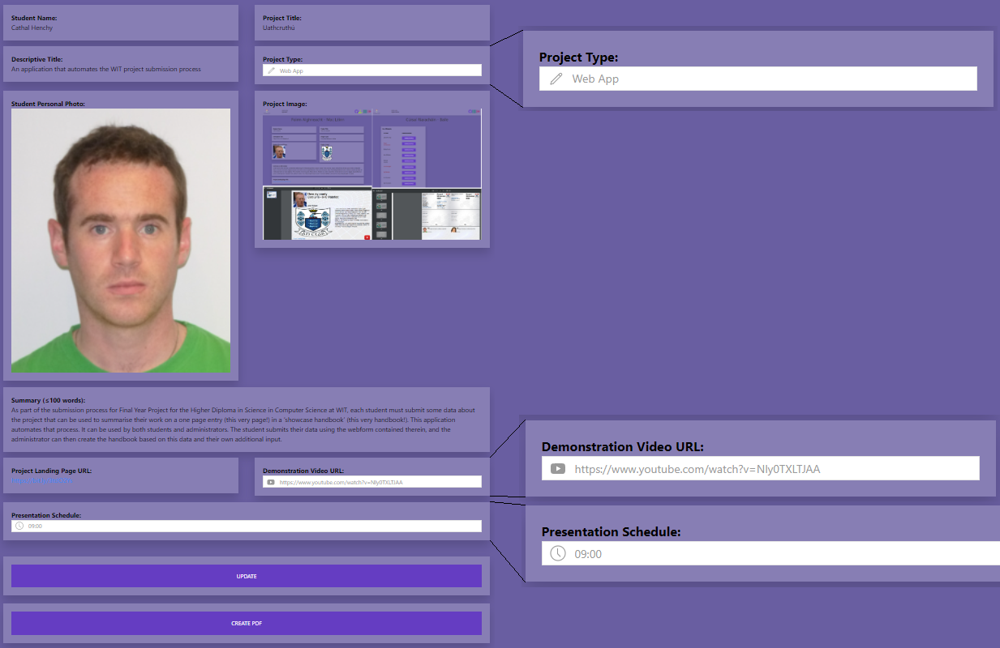 Student Name:
Cathal Henchy
Project Title:
Uathcruthú
Descriptive Title:
An application that automates the WIT project submission process
Project Type:
Web App
Project Type:
Web App
Student Personal Photo:
Project Image:
Summary (≤100 words):
As part of the submission process for Final Year Project for the Higher Diploma in Science in Computer Science at WIT, each student must submit some data about
the project that can be used to summarise their work on a one page entry (this very page!) in a 'showcase handbook' (this very handbook!). This application
automates that process. It can be used by both students and administrators. The student submits their data using the webform contained therein, and the
administrator can then create the handbook based on this data and their own additional input.
Project Landing Page URL:
Demonstration Video URL:
https://www.youtube.com/watch?v=NIy0TXLTJAA
Demonstration Video URL:
https://www.youtube.com/watch?v=NIy0TXLTJAA
Presentation Schedule:
09:00
Presentation Schedule:
09:00
UPDATE
CREATE PDF